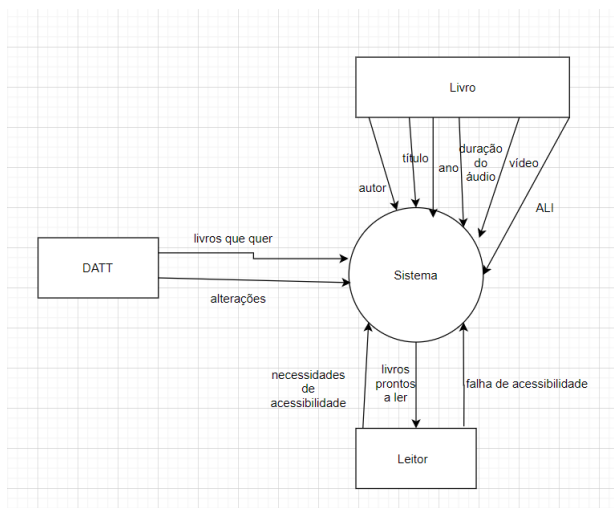 Livro
autor
título
ano
duração
do
áudio
vídeo
ALI
DATT
livros que quer
alterações
Sistema
necessidades
de
acessibilidade
livros
prontos
a ler
falha de acessibilidade
Leitor